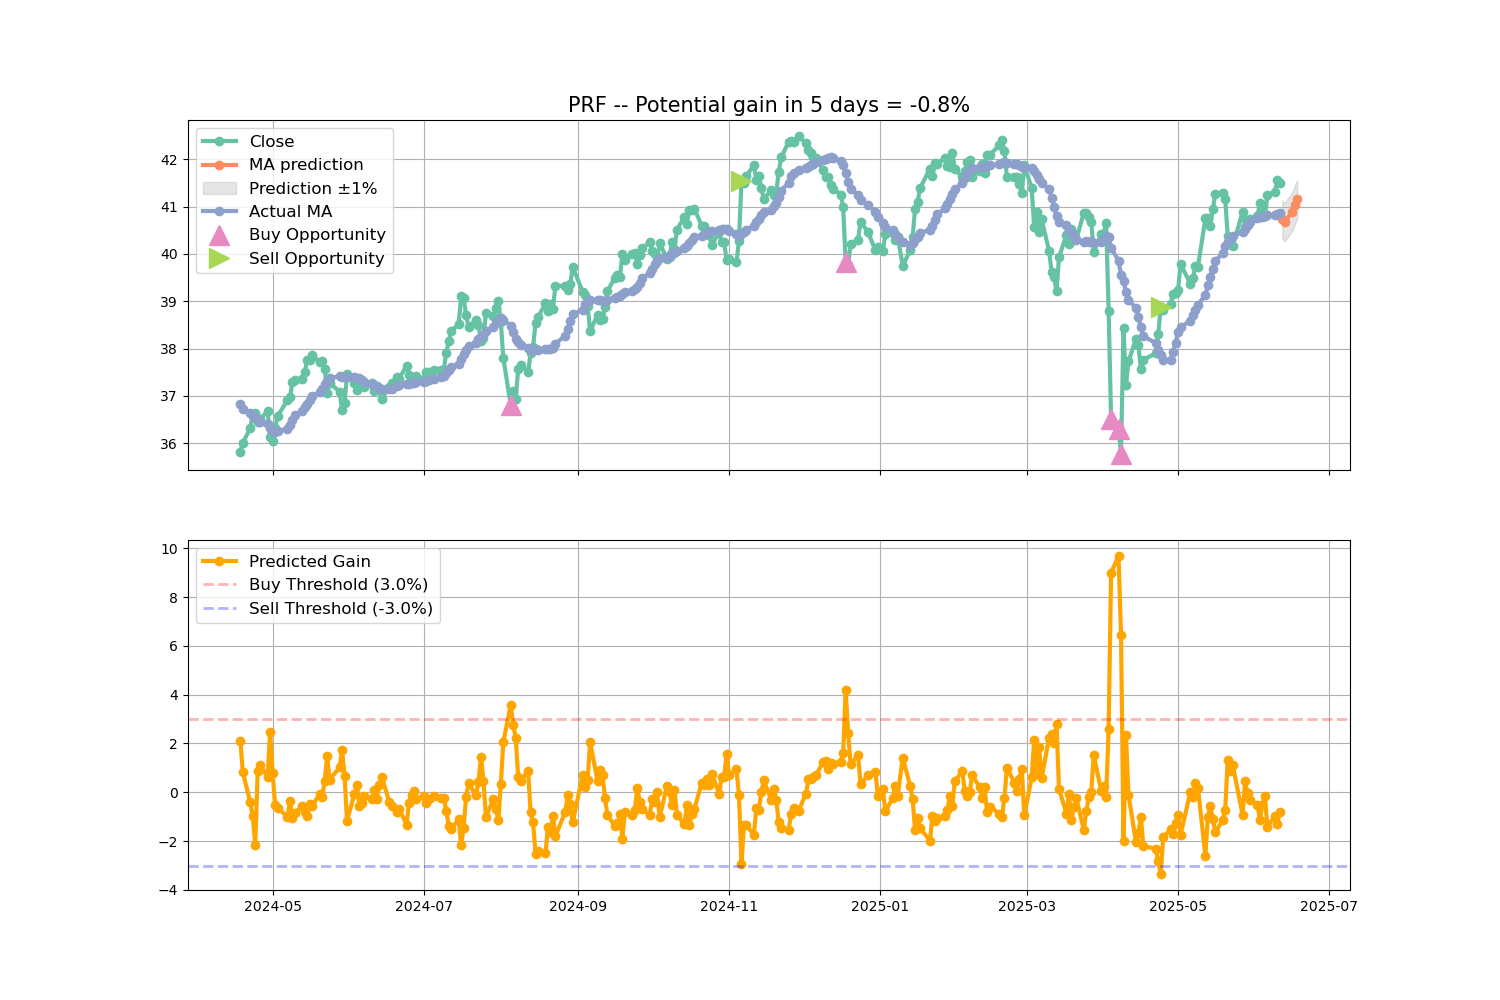 PRF -- Potential gain in 5 days = -0.8%
Close
MA prediction
Prediction ±1%
Actual MA
Buy Opportunity
Sell Opportunity
42
41
40
39
38
37
36
Predicted Gain
Buy Threshold (3.0%)
Sell Threshold (-3.0%)
10
8
6
4
2
0
−2
−4
2024-05 2024-07 2024-09 2024-11 2025-01 2025-03 2025-05 2025-07